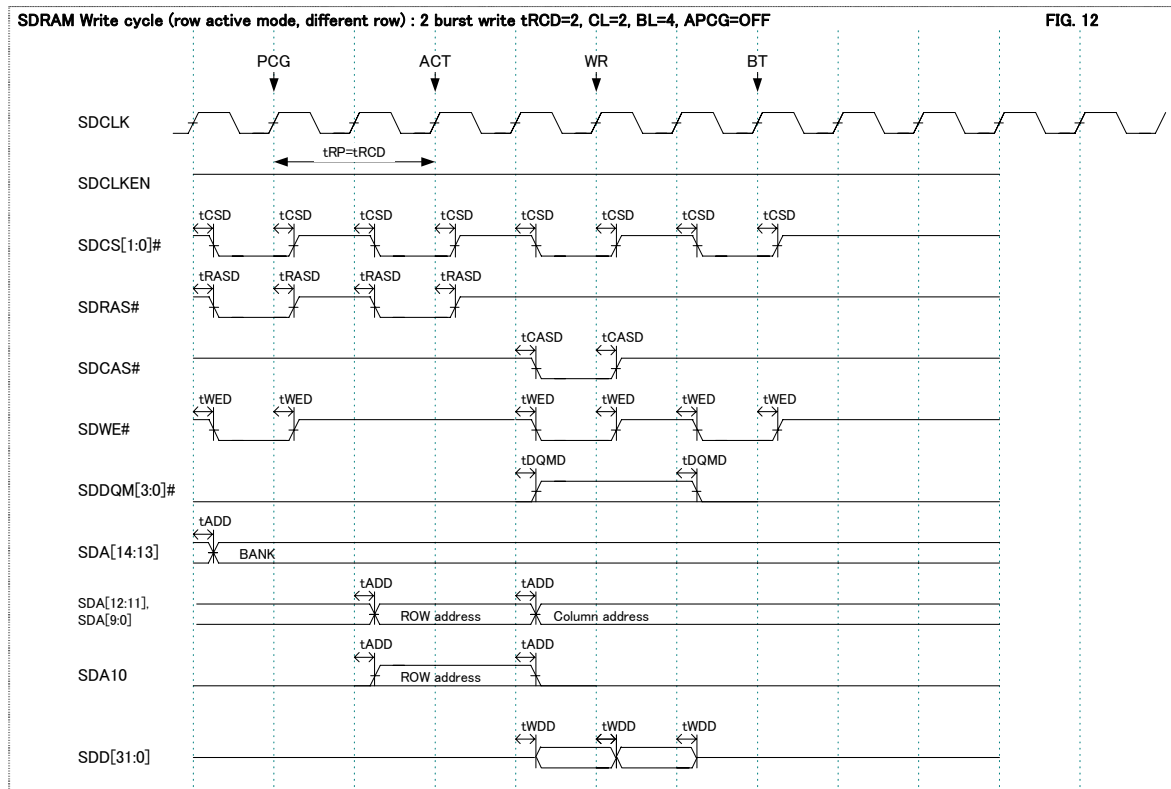 SDRAM Write cycle (row active mode, different row) : 2 burst write tRCD=2, CL=2, BL=4, APCG=OFF FIG. 12
PCG ACT WR BT
SDCLK
tRP=tRCD
SDCLKEN
tCSD tCSD tCSD tCSD tCSD tCSD tCSD tCSD
SDCS[1:0]#
tRASD tRASD tRASD tRASD
SDRAS#
tCASD tCASD
SDCAS#
tWED tWED tWED tWED tWED tWED
SDWE#
tDQMD tDQMD
SDDQM[3:0]#
tADD
SDA[14:13] BANK
tADD tADD
SDA[12:11],
SDA[9:0]
ROW address Column address
tADD tADD
SDA10 ROW address
tWDD tWDD tWDD
SDD[31:0]